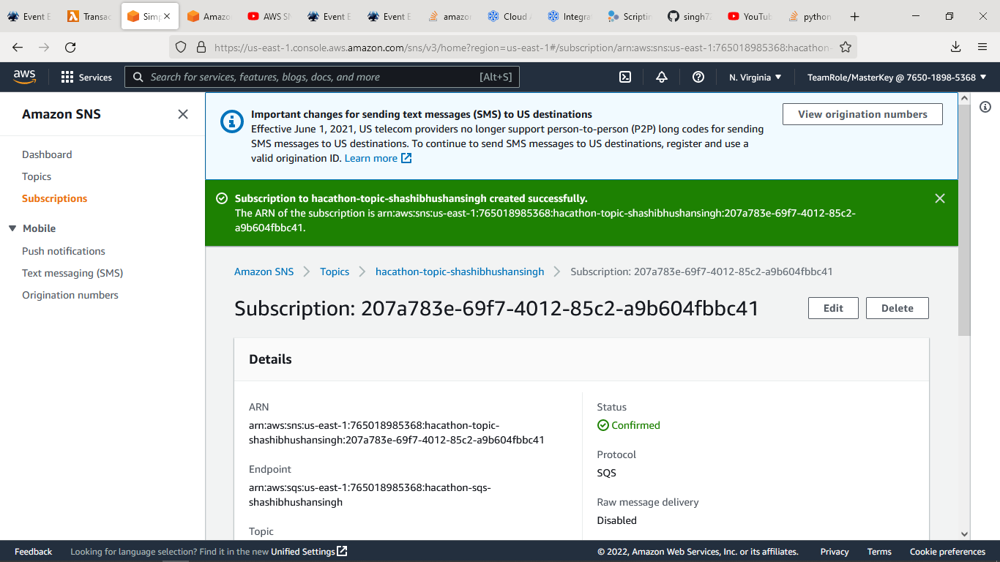 Event E
Transac
Simp
Amazo
AWS SN
Event E
Event E
amazo
Cloud A
Integra
Scriptin
singh72
YouTub
python
https://us-east-1.console.aws.amazon.com/sns/v3/home?region=us-east-1#/subscription/arn:aws:sns:us-east-1:765018985368:hacathon-
aws
Services
Search for services, features, blogs, docs, and more
[Alt+S]
N. Virginia
TeamRole/MasterKey @ 7650-1898-5368
Amazon SNS
Dashboard
Topics
Subscriptions
Mobile
Push notifications
Text messaging (SMS)
Origination numbers
Important changes for sending text messages (SMS) to US destinations
Effective June 1, 2021, US telecom providers no longer support person-to-person (P2P) long codes for sending
SMS messages to US destinations. To continue to send SMS messages to US destinations, register and use a
valid origination ID. Learn more
View origination numbers
Subscription to hacathon-topic-shashibhushansingh created successfully.
The ARN of the subscription is arn:aws:sns:us-east-1:765018985368:hacathon-topic-shashibhushansingh:207a783e-69f7-4012-85c2-
a9b604fbbc41.
Amazon SNS
Topics
hacathon-topic-shashibhushansingh
Subscription: 207a783e-69f7-4012-85c2-a9b604fbbc41
Subscription: 207a783e-69f7-4012-85c2-a9b604fbbc41
Edit
Delete
Details
ARN
arn:aws:sns:us-east-1:765018985368:hacathon-topic-
shashibhushansingh:207a783e-69f7-4012-85c2-a9b604fbbc41
Endpoint
arn:aws:sqs:us-east-1:765018985368:hacathon-sqs-
shashibhushansingh
Topic
Status
Confirmed
Protocol
SQS
Raw message delivery
Disabled
Feedback
Looking for language selection? Find it in the new Unified Settings
© 2022, Amazon Web Services, Inc. or its affiliates.
Privacy
Terms
Cookie preferences